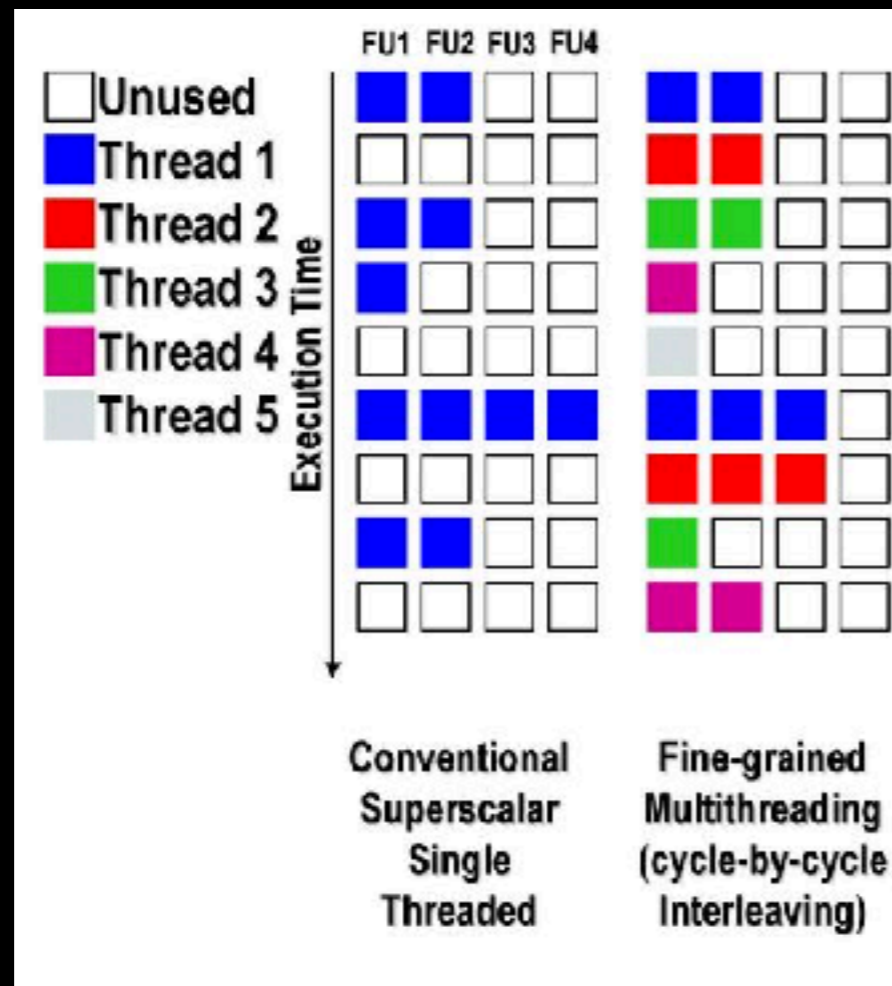 FU1 FU2 FU3 FU4
Unused
Thread 1
Thread 2
Thread 3
Thread 4
Thread 5
Execution Time
Conventional
Superscalar
Single
Threaded
Fine-grained
Multithreading
(cycle-by-cycle
Interleaving)